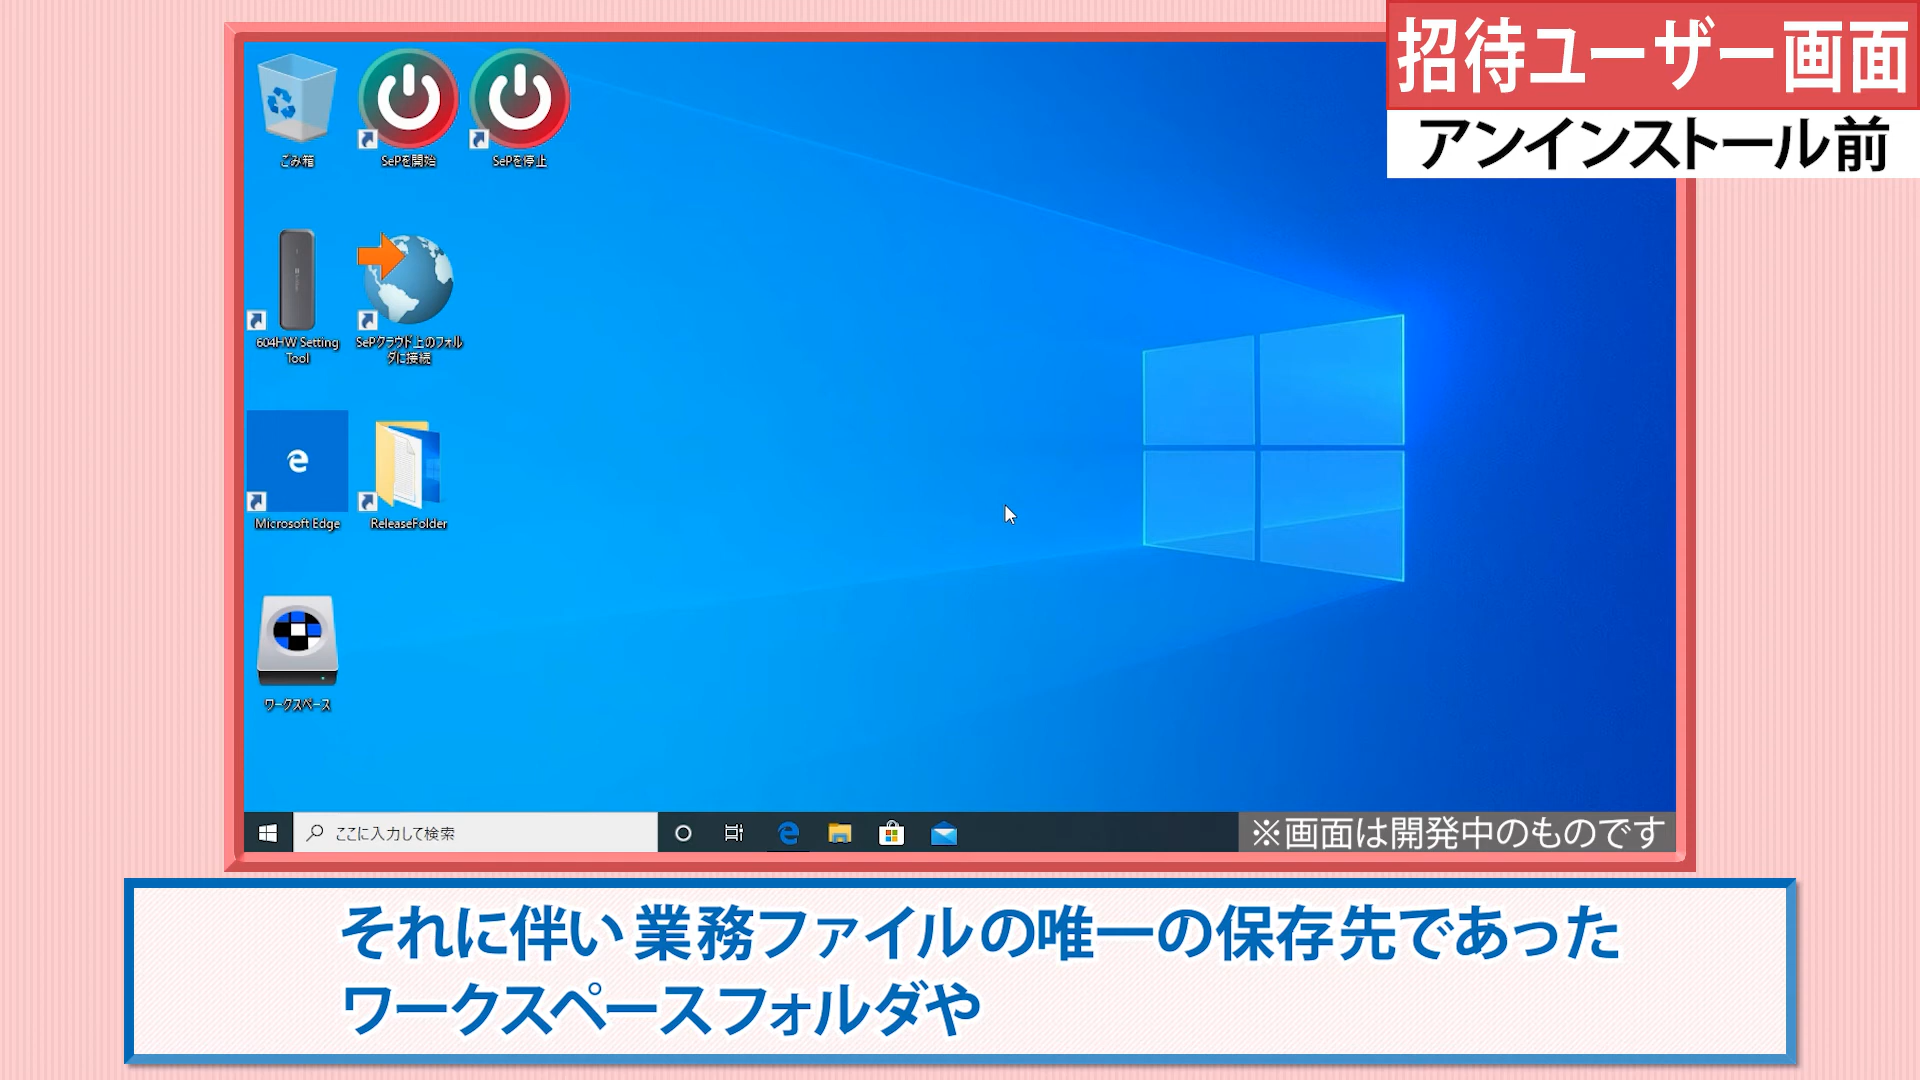 招待ユーザー画面
アンインストール前
ごみ箱
SePを開始
SePを停止
604HW Setting
Tool
SePクラウド上のフォル
ダに接続
Microsoft Edge
ReleaseFolder
ワークスペース
ここに入力して検索
※画面は開発中のものです
それに伴い業務ファイルの唯一の保存先であった
ワークスペースフォルダや